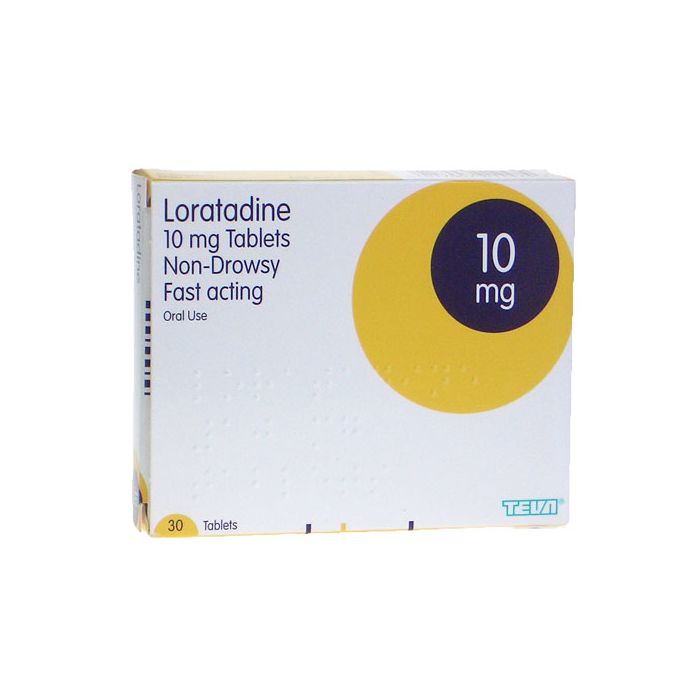 Loratadine
10 mg Tablets
Non-Drowsy
Fast acting
Oral Use
10
mg
30 Tablets
TEVA®
Loratadine